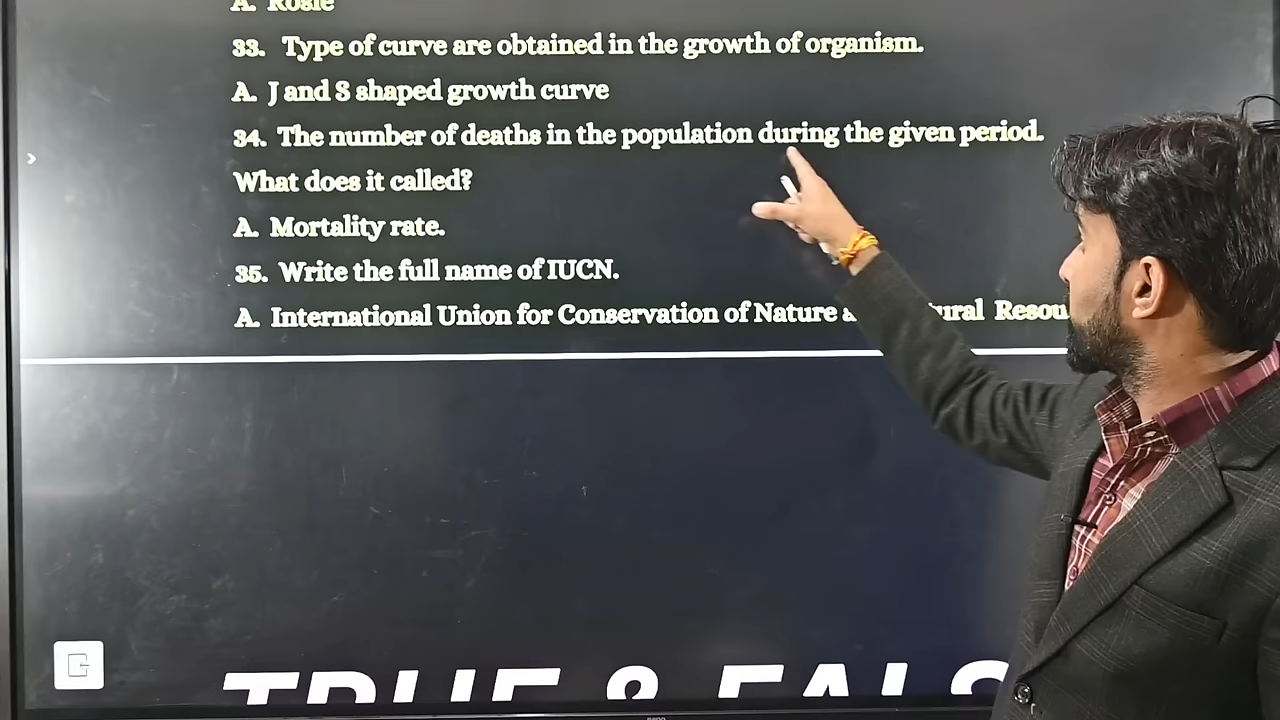 A. Rosie
33. Type of curve are obtained in the growth of organism.
A. J and S shaped growth curve
34. The number of deaths in the population during the given period.
What does it called?
A. Mortality rate.
35. Write the full name of IUCN.
A. International Union for Conservation of Nature
TRUE &